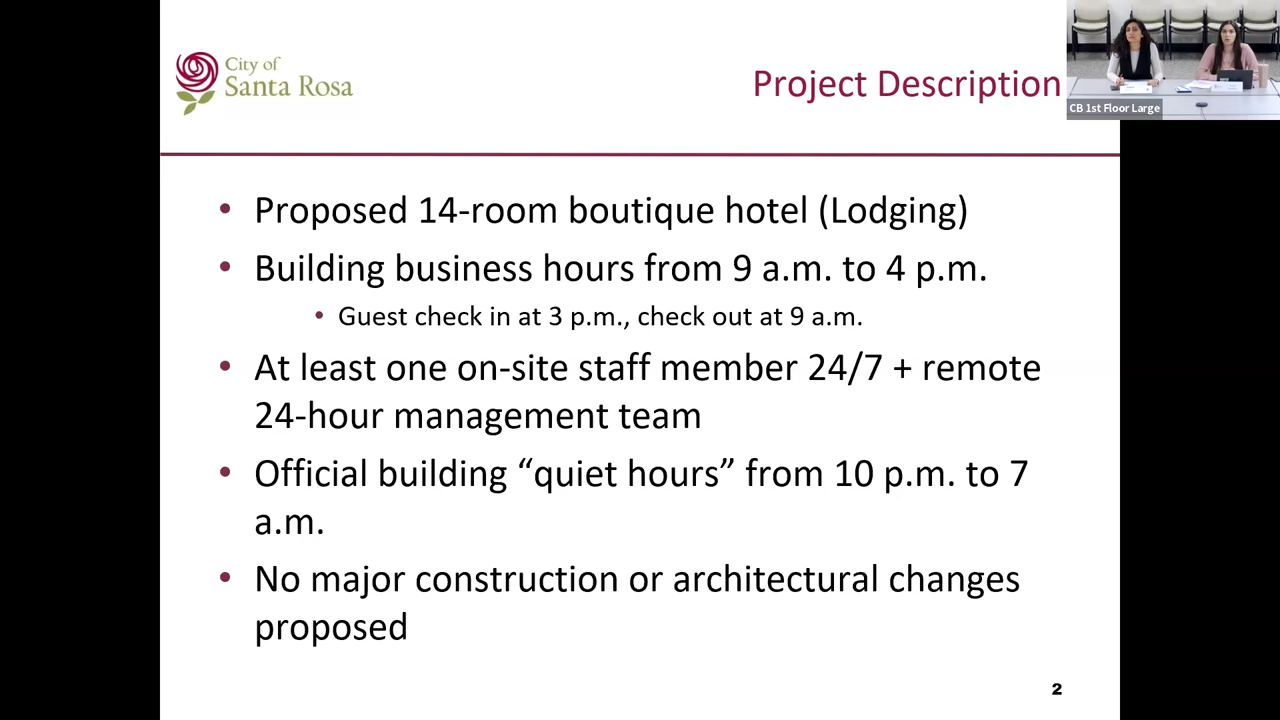 City of
Santa Rosa
Project Description
CB 1st Floor Large
• Proposed 14-room boutique hotel (Lodging)
• Building business hours from 9 a.m. to 4 p.m.
• Guest check in at 3 p.m., check out at 9 a.m.
• At least one on-site staff member 24/7 + remote
24-hour management team
• Official building “quiet hours” from 10 p.m. to 7
a.m.
• No major construction or architectural changes
proposed
2